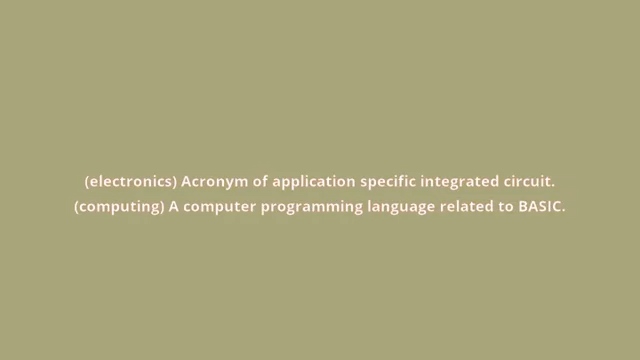 (electronics) Acronym of application specific integrated circuit.
(computing) A computer programming language related to BASIC.